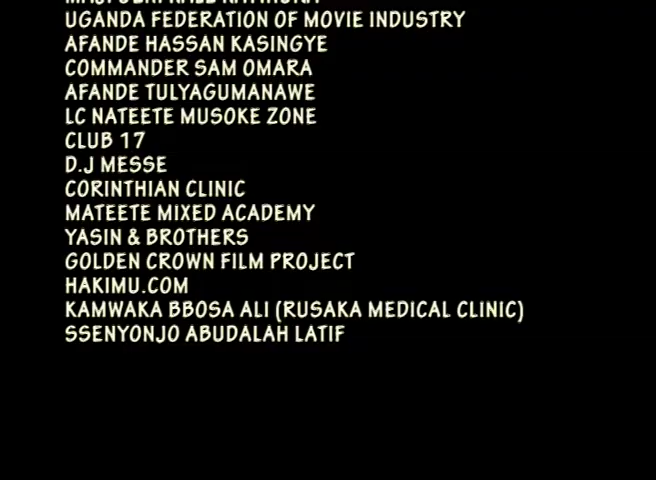 UGANDA FEDERATION OF MOVIE INDUSTRY
AFANDE HASSAN KASINGYE
COMMANDER SAM OMARA
AFANDE TULYAGUMANAWE
LC NATEETE MUSOKE ZONE
CLUB 17
D.J MESSE
CORINTHIAN CLINIC
MATEETE MIXED ACADEMY
YASIN & BROTHERS
GOLDEN CROWN FILM PROJECT
HAKIMU.COM
KAMWAKA BBOSA ALI (RUSAKA MEDICAL CLINIC)
SSENYONJO ABUDALAH LATIF